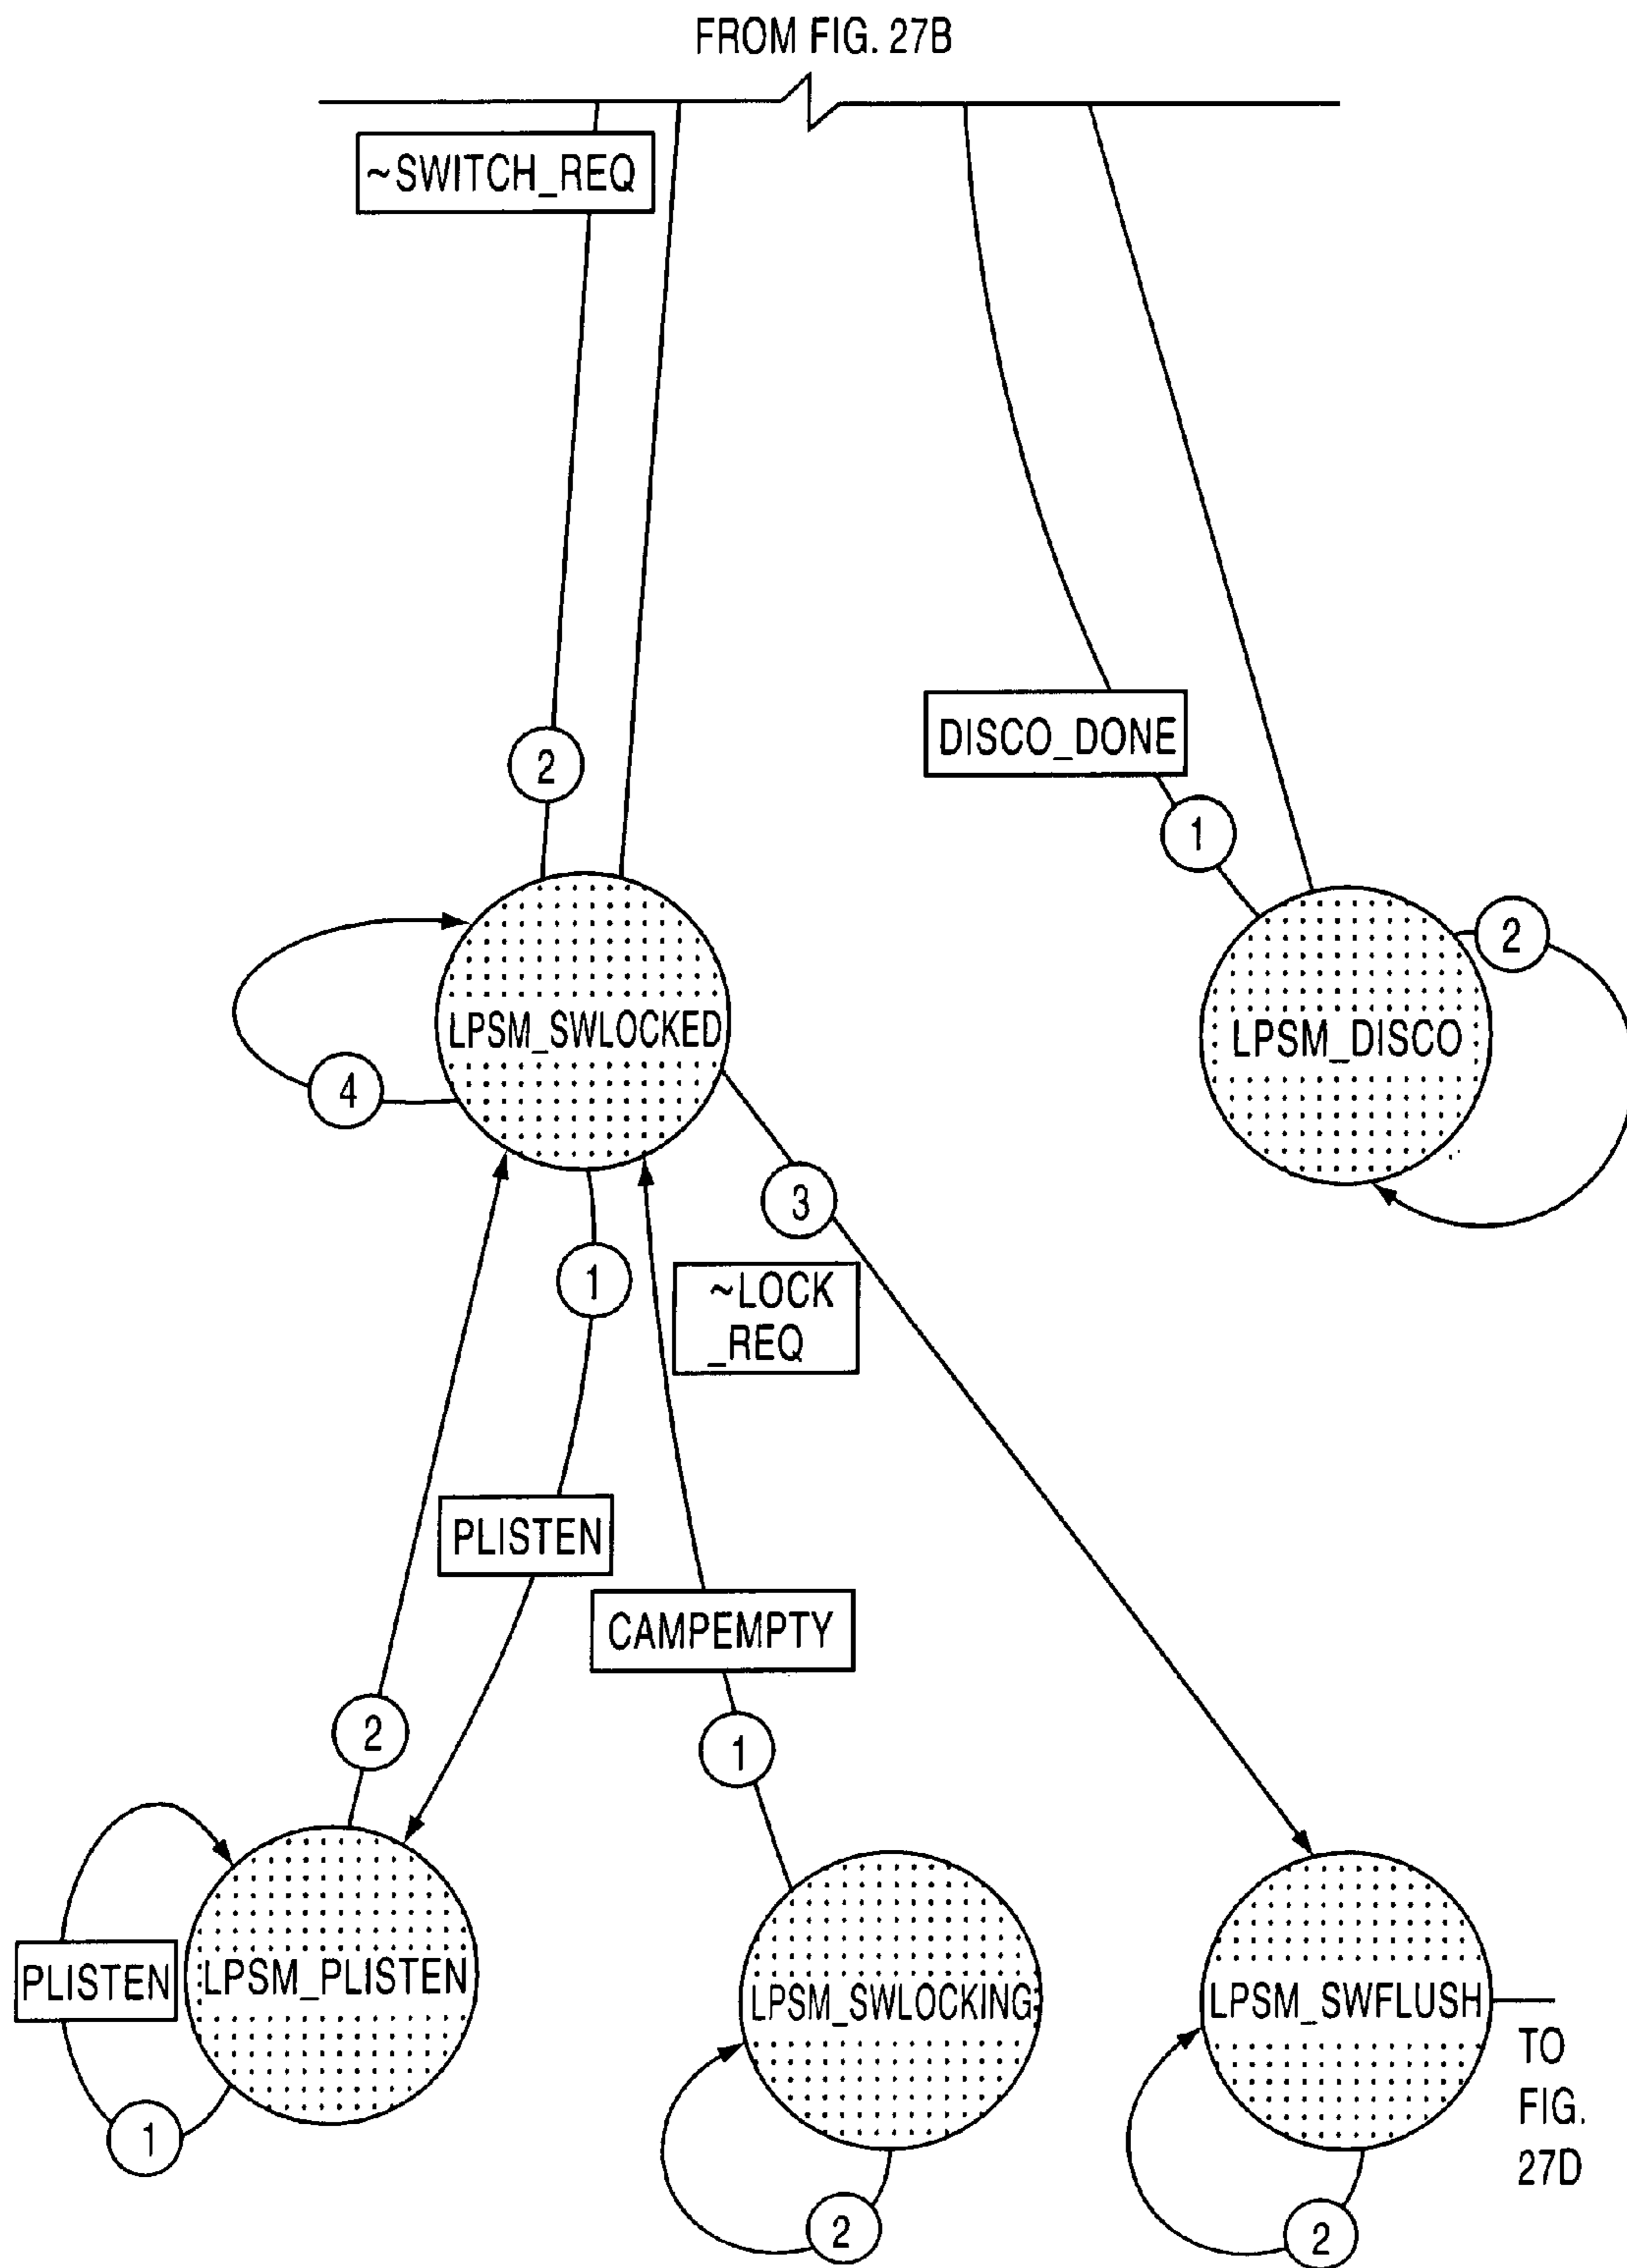 FROM FIG. 27B
~SWITCH_REQ
DISCO_DONE
2
1
2
LPSM_SWLOCKED
LPSM_DISCO
4
3
1
~LOCK
_REQ
PLISTEN
CAMPEMPTY
2
1
PLISTEN
LPSM_PLISTEN
LPSM_SWLOCKING
LPSM_SWFLUSH
TO
FIG.
27D
1
2
2